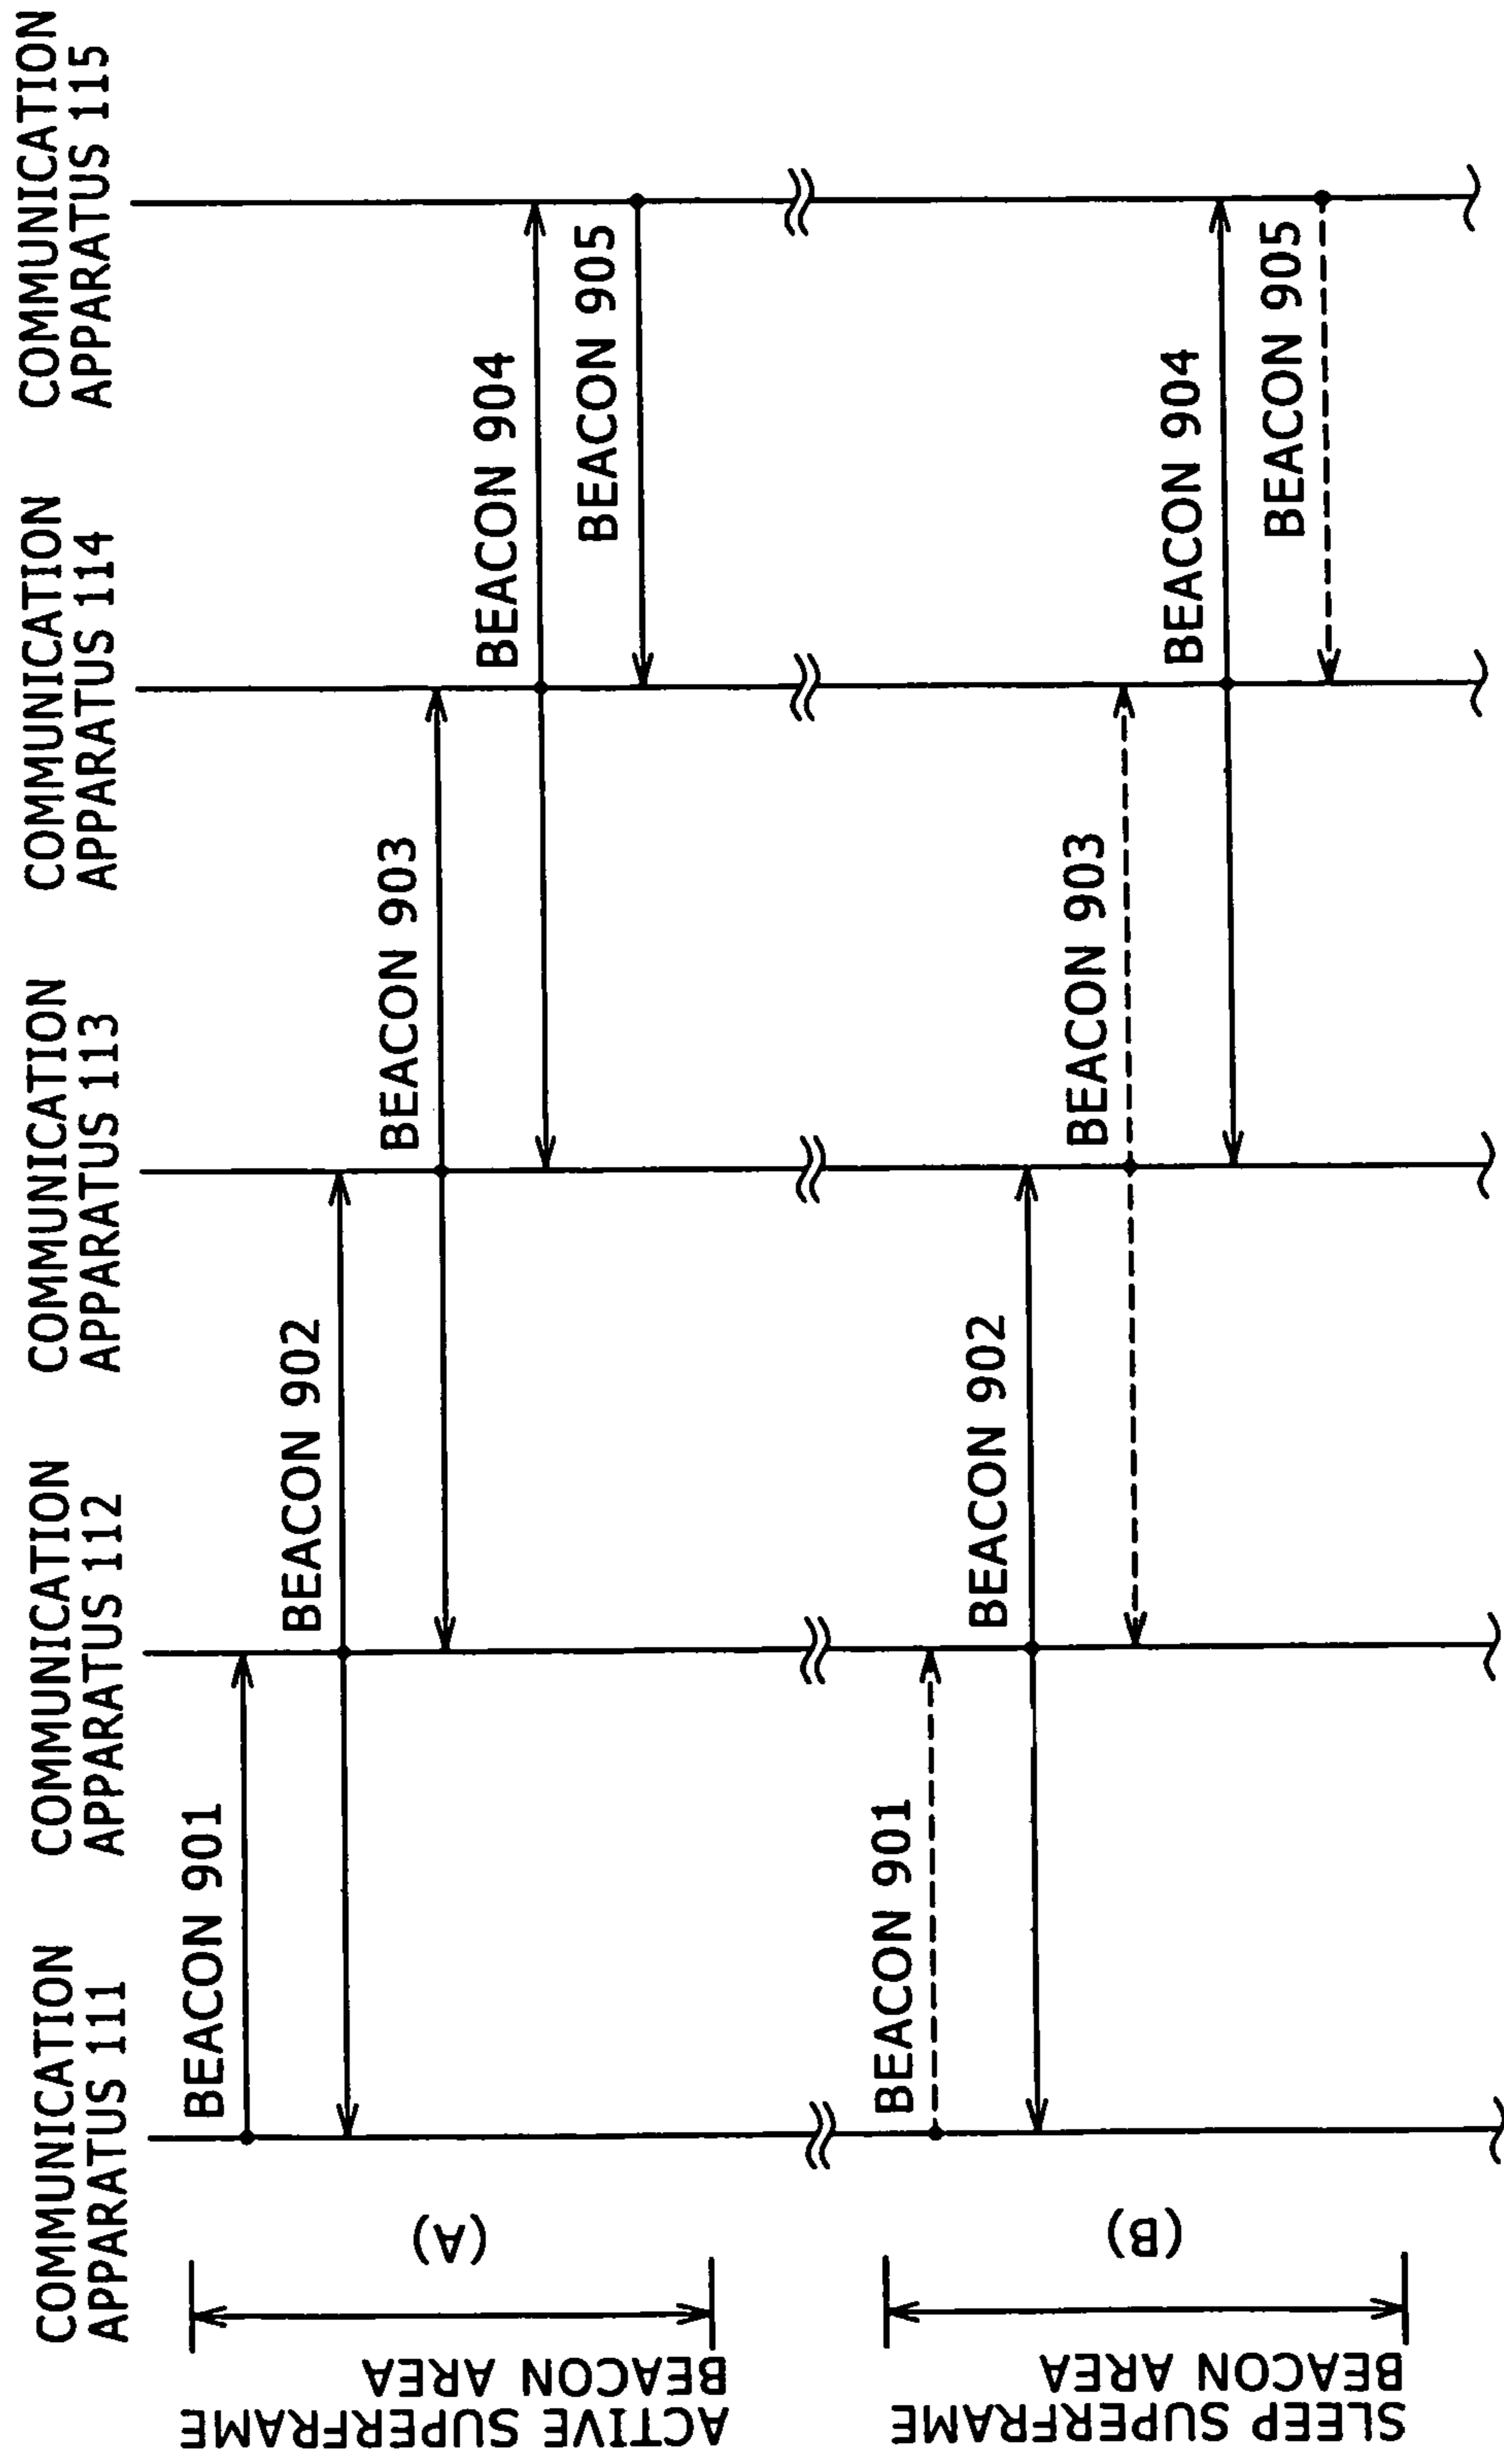 COMMUNICATION
APPARATUS 111
COMMUNICATION
APPARATUS 112
COMMUNICATION
APPARATUS 113
COMMUNICATION
APPARATUS 114
COMMUNICATION
APPARATUS 115
ACTIVE SUPERFRAME
BEACON AREA
(A)
BEACON 901
BEACON 902
BEACON 903
BEACON 904
BEACON 905
SLEEP SUPERFRAME
BEACON AREA
(B)
BEACON 901
BEACON 902
BEACON 903
BEACON 904
BEACON 905